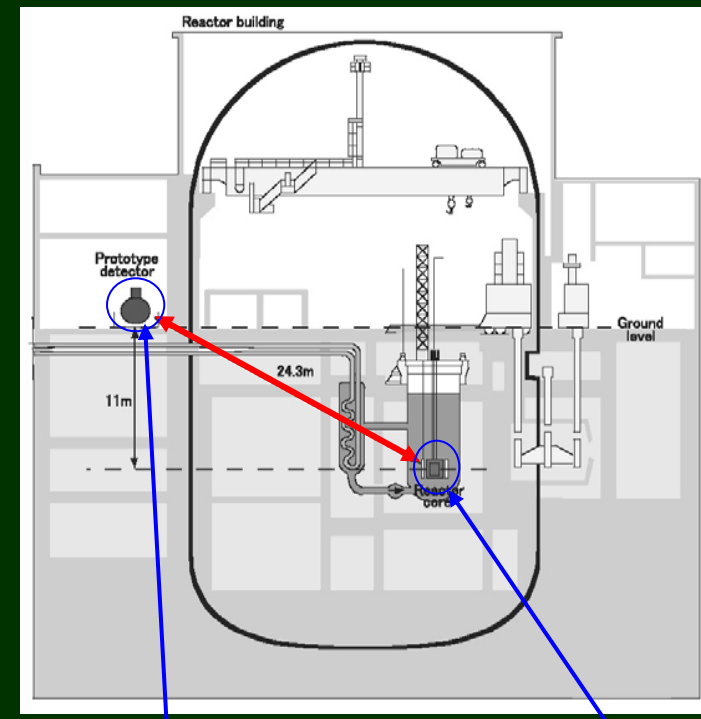 Reactor building
Prototype
detector
Ground
level
24.3m
11m
Reactor
core